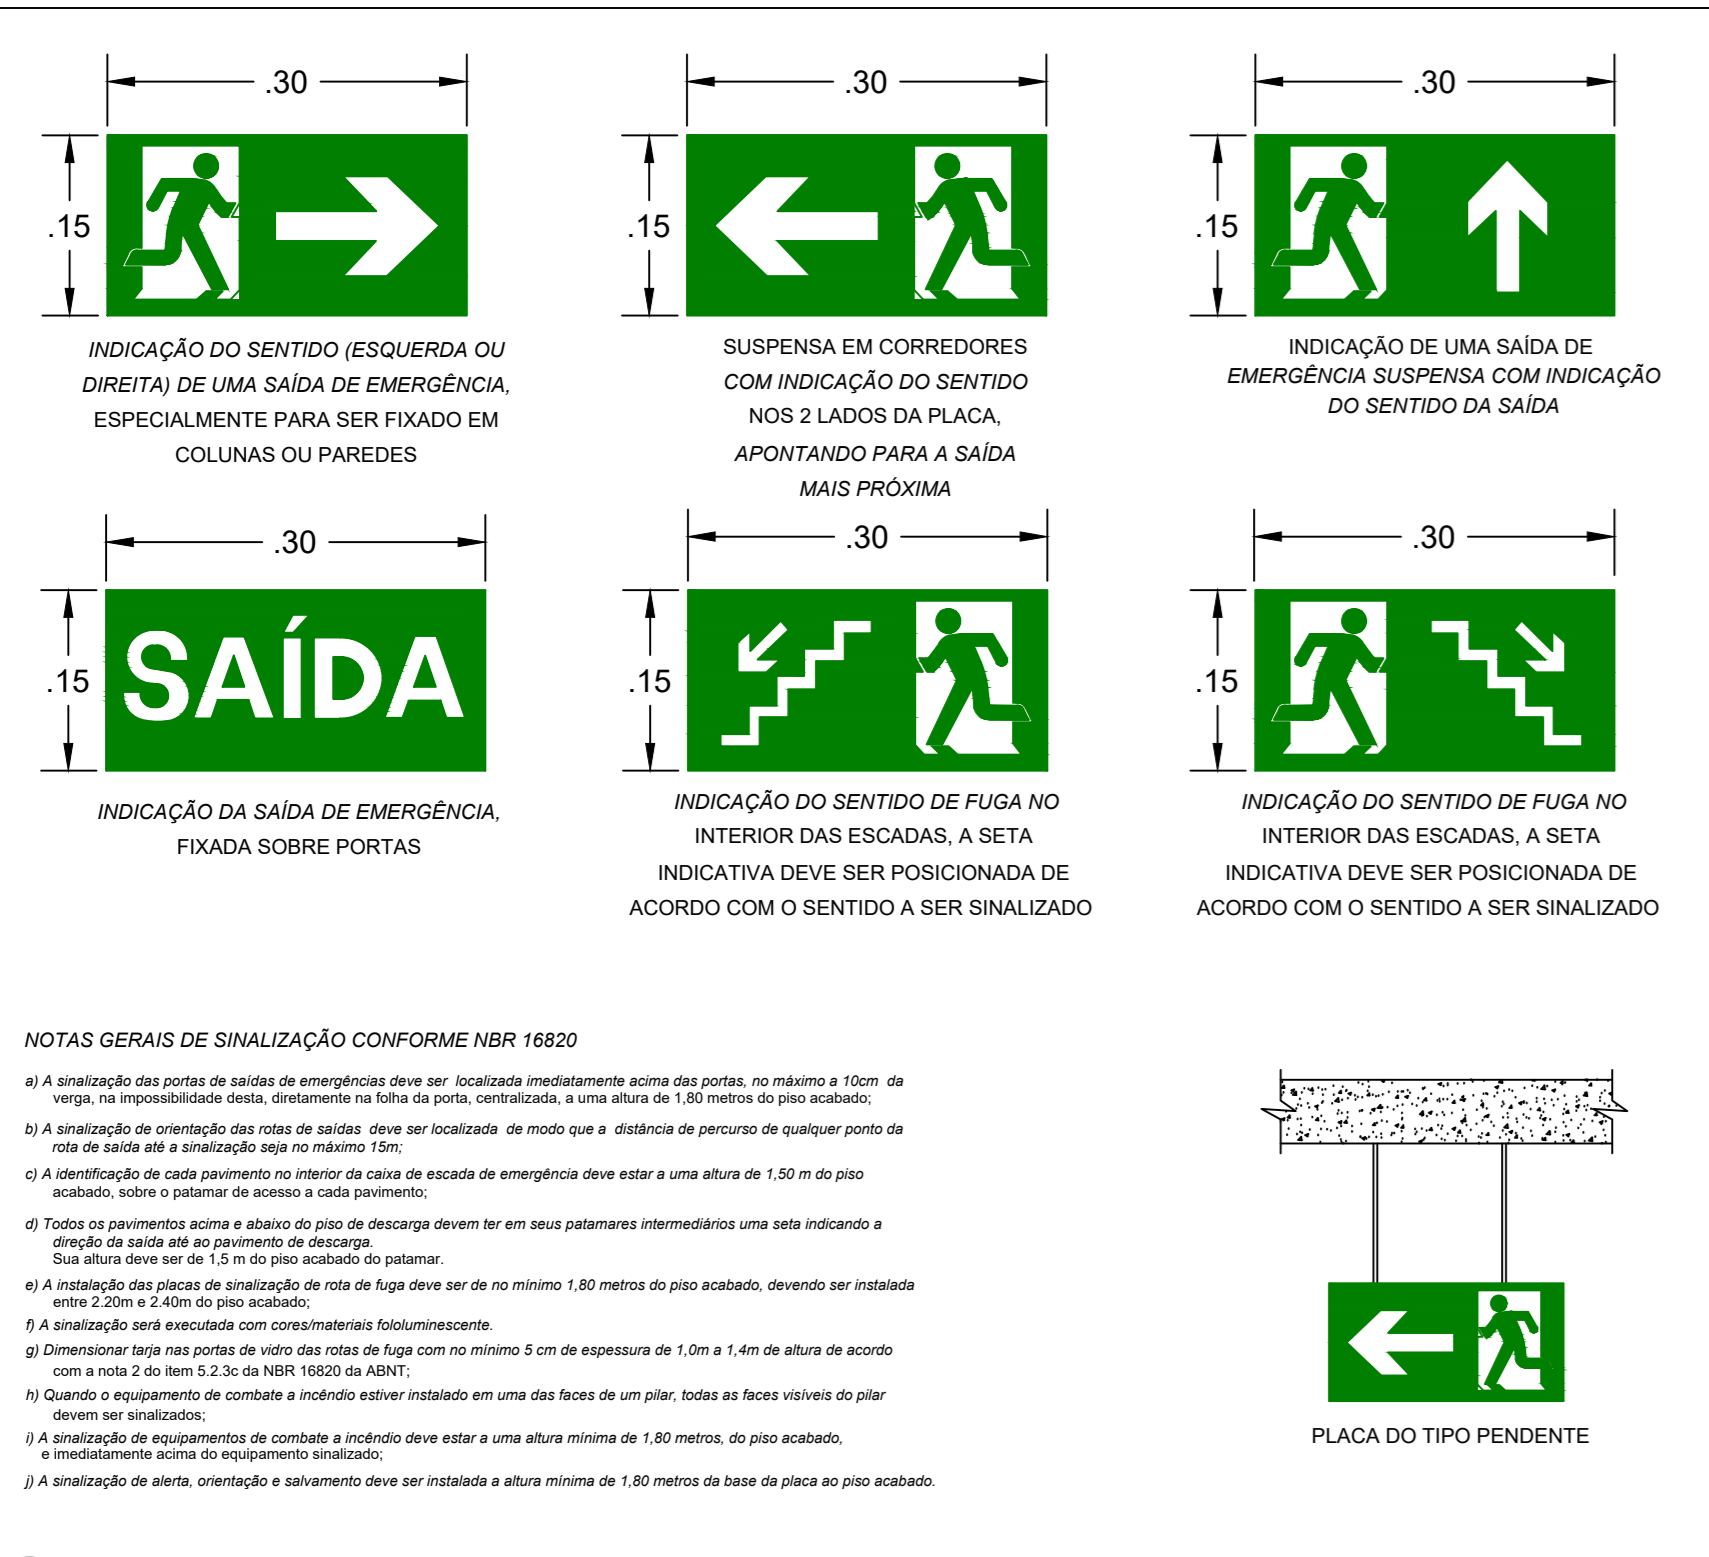 .30
.30
.30
.15
.15
.15
INDICAÇÃO DO SENTIDO (ESQUERDA OU
DIREITA) DE UMA SAÍDA DE EMERGÊNCIA,
ESPECIALMENTE PARA SER FIXADO EM
COLUNAS OU PAREDES
SUSPENSA EM CORREDORES
COM INDICAÇÃO DO SENTIDO
NOS 2 LADOS DA PLACA,
APONTANDO PARA A SAÍDA
MAIS PRÓXIMA
INDICAÇÃO DE UMA SAÍDA DE
EMERGÊNCIA SUSPENSA COM INDICAÇÃO
DO SENTIDO DA SAÍDA
.30
.30
.30
.15
SAÍDA
.15
.15
INDICAÇÃO DA SAÍDA DE EMERGÊNCIA,
FIXADA SOBRE PORTAS
INDICAÇÃO DO SENTIDO DE FUGA NO
INTERIOR DAS ESCADAS, A SETA
INDICATIVA DEVE SER POSICIONADA DE
ACORDO COM O SENTIDO A SER SINALIZADO
INDICAÇÃO DO SENTIDO DE FUGA NO
INTERIOR DAS ESCADAS, A SETA
INDICATIVA DEVE SER POSICIONADA DE
ACORDO COM O SENTIDO A SER SINALIZADO
NOTAS GERAIS DE SINALIZAÇÃO CONFORME NBR 16820
a) A sinalização das portas de saídas de emergências deve ser localizada imediatamente acima das portas, no máximo a 10cm da
verga, na impossibilidade desta, diretamente na folha da porta, centralizada, a uma altura de 1,80 metros do piso acabado;
b) A sinalização de orientação das rotas de saídas deve ser localizada de modo que a distância de percurso de qualquer ponto da
rota de saída até a sinalização seja no máximo 15m;
c) A identificação de cada pavimento no interior da caixa de escada de emergência deve estar a uma altura de 1,50 m do piso
acabado, sobre o patamar de acesso a cada pavimento;
d) Todos os pavimentos acima e abaixo do piso de descarga devem ter em seus patamares intermediários uma seta indicando a
direção da saída até ao pavimento de descarga.
Sua altura deve ser de 1,5 m do piso acabado do patamar.
e) A instalação das placas de sinalização de rota de fuga deve ser de no mínimo 1,80 metros do piso acabado, devendo ser instalada
entre 2.20m e 2.40m do piso acabado;
f) A sinalização será executada com cores/materiais fololuminescente.
g) Dimensionar tarja nas portas de vidro das rotas de fuga com no mínimo 5 cm de espessura de 1,0m a 1,4m de altura de acordo
com a nota 2 do item 5.2.3c da NBR 16820 da ABNT;
h) Quando o equipamento de combate a incêndio estiver instalado em uma das faces de um pilar, todas as faces visíveis do pilar
devem ser sinalizados;
i) A sinalização de equipamentos de combate a incêndio deve estar a uma altura mínima de 1,80 metros, do piso acabado,
e imediatamente acima do equipamento sinalizado;
j) A sinalização de alerta, orientação e salvamento deve ser instalada a altura mínima de 1,80 metros da base da placa ao piso acabado.
PLACA DO TIPO PENDENTE